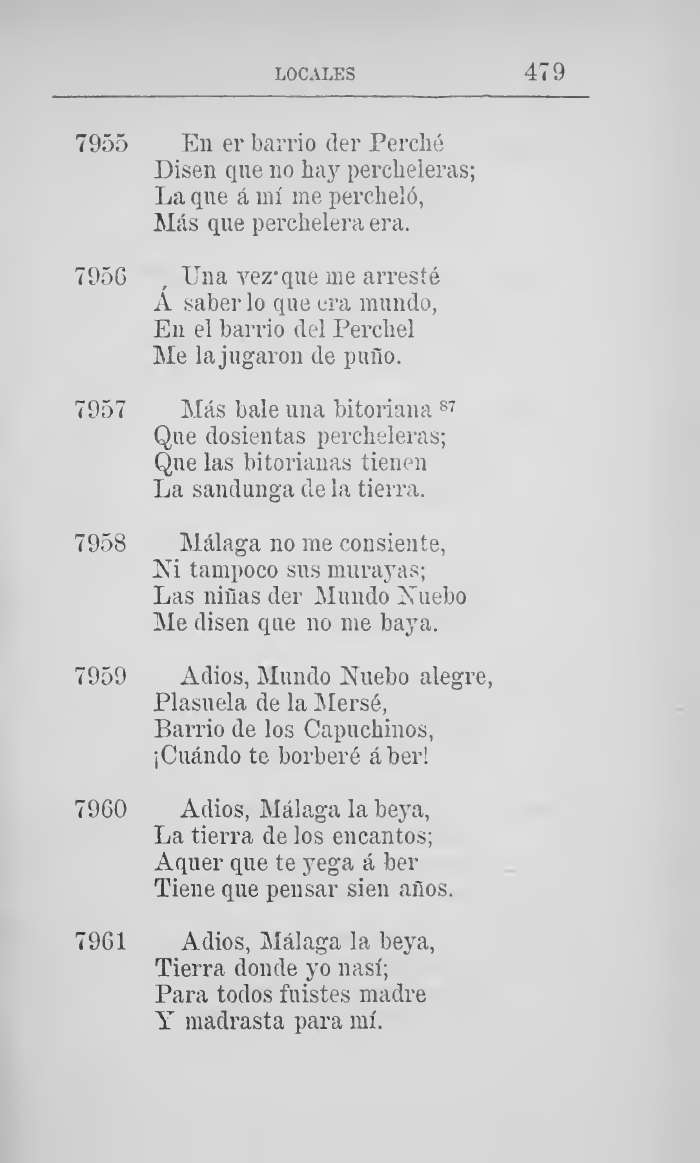 LOCALES 479
7955 En er barrio der Perché
Disen que no hay percheleras;
La que á mí me percheló,
Más que perchelera era.
7956 Una vez que me arresté
Á saber lo que era mundo,
En el barrio del Perchel
Me la jugaron de puño.
7957 Más bale una bitoriana 87
Que dosientas percheleras;
Que las bitorianas tienen
La sandunga de la tierra.
7958 Málaga no me consiente,
Ni tampoco sus murayas;
Las niñas der Mundo Nuebo
Me disen que no me baya.
7959 Adios, Mundo Nuebo alegre,
Plasuela de la Mersé,
Barrio de los Capuchinos,
¡Cuándo te borberé á ber!
7960 Adios, Málaga la beya,
La tierra de los encantos;
Aquer que te yega á ber
Tiene que pensar sien años.
7961 Adios, Málaga la beya,
Tierra donde yo nasí;
Para todos fuistes madre
Y madrasta para mí.